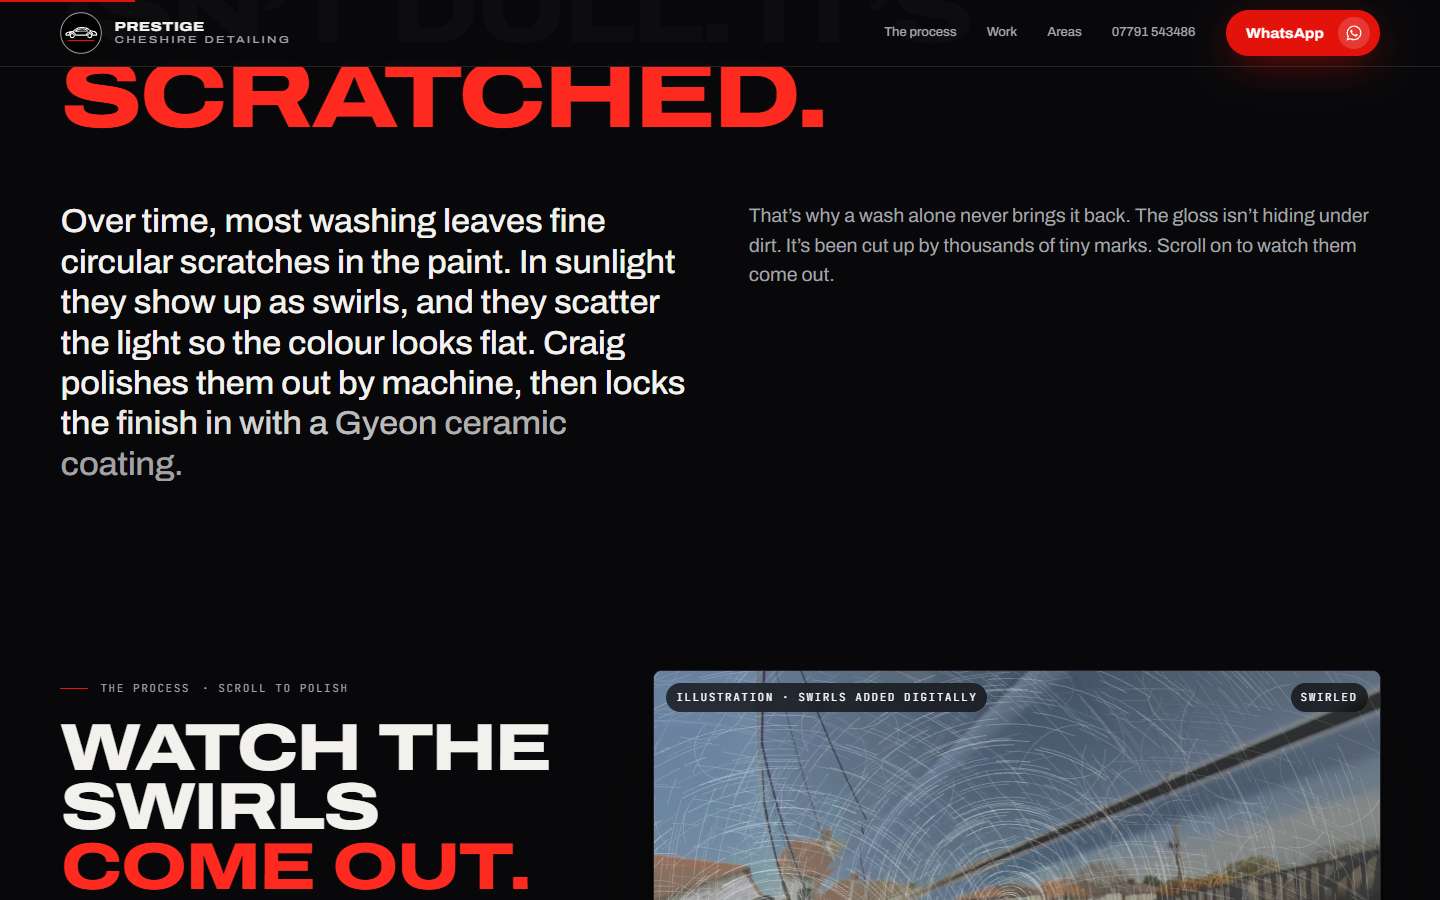 PRESTIGE
CHESHIRE DETAILING
The process
Work
Areas
07791 543486
WhatsApp
SCRATCHED.
Over time, most washing leaves fine
circular scratches in the paint. In sunlight
they show up as swirls, and they scatter
the light so the colour looks flat. Craig
polishes them out by machine, then locks
the finish in with a Gyeon ceramic
coating.
That’s why a wash alone never brings it back. The gloss isn’t hiding under
dirt. It’s been cut up by thousands of tiny marks. Scroll on to watch them
come out.
THE PROCESS · SCROLL TO POLISH
WATCH THE
SWIRLS
COME OUT.
ILLUSTRATION · SWIRLS ADDED DIGITALLY
SWIRLED